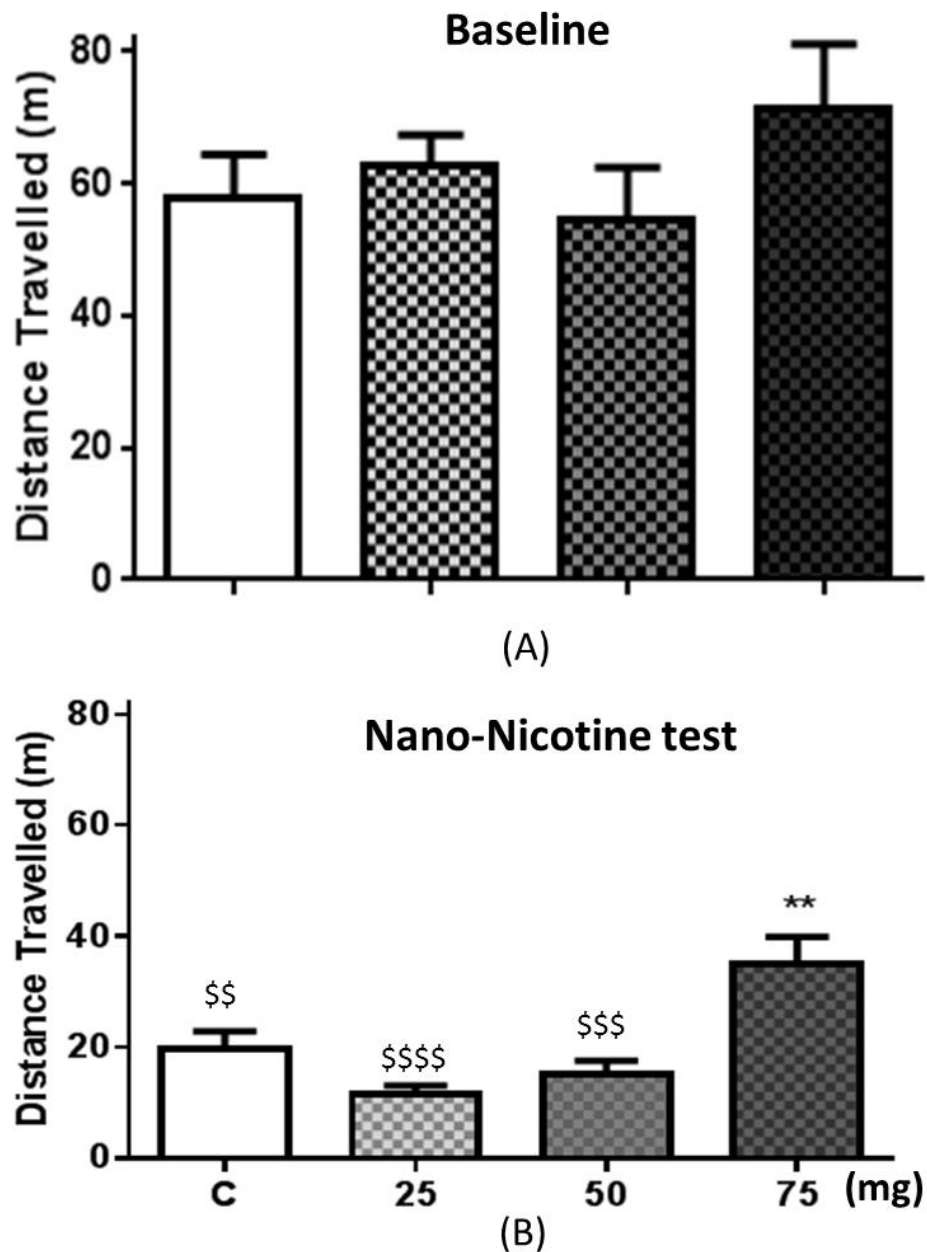 Baseline
Distance Travelled (m)
80
60
40
20
0
(A)
Nano-Nicotine test
Distance Travelled (m)
80
60
40
20
0
$$
$$$$
$$$
**
C 25 50 75 (mg)
(B)